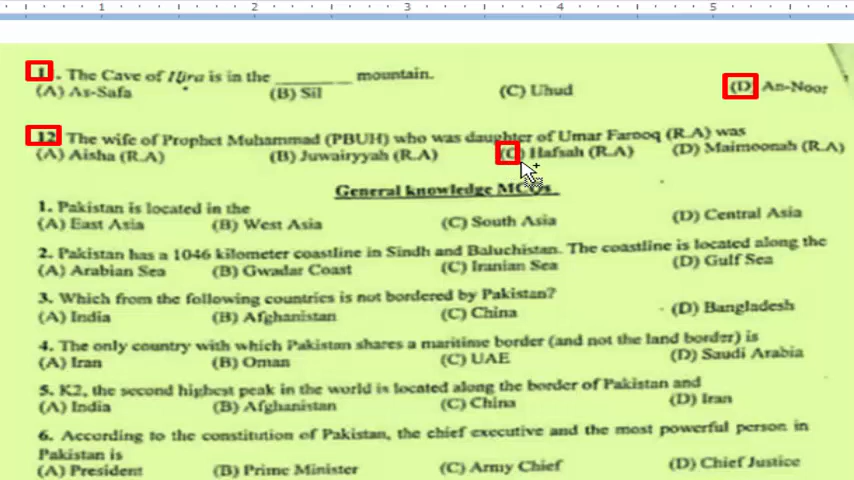 1 2 3 4 5
1 . The Cave of Hira is in the ________ mountain.
(A) As-Safa (B) Sil (C) Uhud (D) An-Noor
12 The wife of Prophet Muhammad (PBUH) who was daughter of Umar Farooq (R.A) was
(A) Aisha (R.A) (B) Juwairyyah (R.A) (C) Hafsah (R.A) (D) Maimoonah (R.A)
General knowledge MCQs
1. Pakistan is located in the
(A) East Asia (B) West Asia (C) South Asia (D) Central Asia
2. Pakistan has a 1046 kilometer coastline in Sindh and Baluchistan. The coastline is located along the
(A) Arabian Sea (B) Gwadar Coast (C) Iranian Sea (D) Gulf Sea
3. Which from the following countries is not bordered by Pakistan?
(A) India (B) Afghanistan (C) China (D) Bangladesh
4. The only country with which Pakistan shares a maritime border (and not the land border) is
(A) Iran (B) Oman (C) UAE (D) Saudi Arabia
5. K2, the second highest peak in the world is located along the border of Pakistan and
(A) India (B) Afghanistan (C) China (D) Iran
6. According to the constitution of Pakistan, the chief executive and the most powerful person in
Pakistan is
(A) President (B) Prime Minister (C) Army Chief (D) Chief Justice